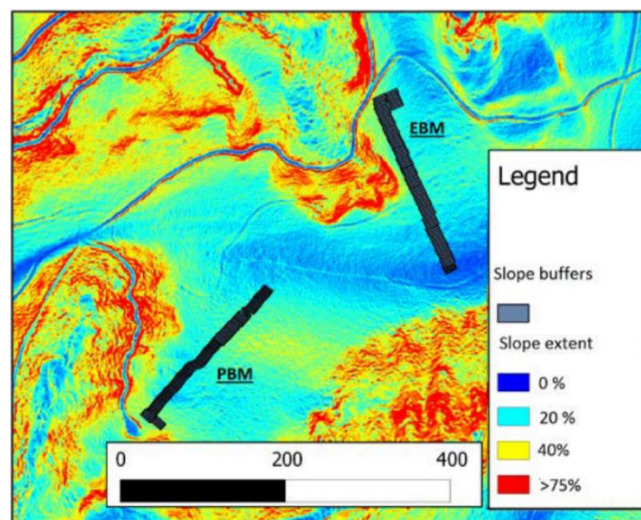 EBM
Legend
Slope buffers
Slope extent
0 %
20 %
40%
>75%
PBM
0 200 400